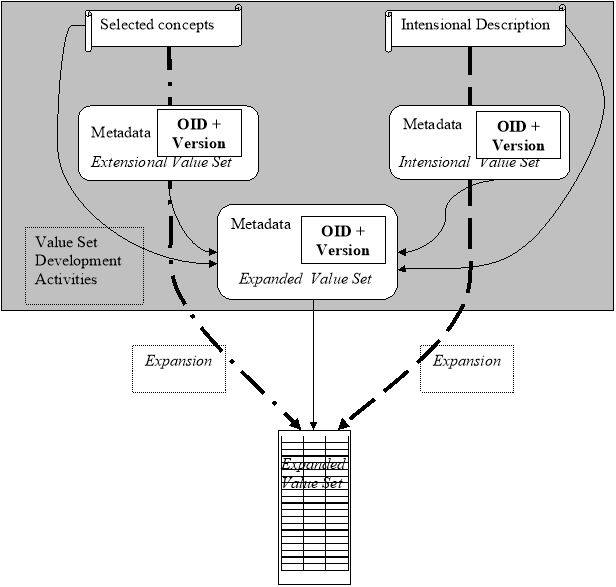 Selected concepts
Intensional Description
Metadata
OID +
Version
Extensional Value Set
Metadata
OID +
Version
Intensional Value Set
Metadata
OID +
Version
Expanded Value Set
Value Set
Development
Activities
Expansion
Expansion
Expanded
Value Set